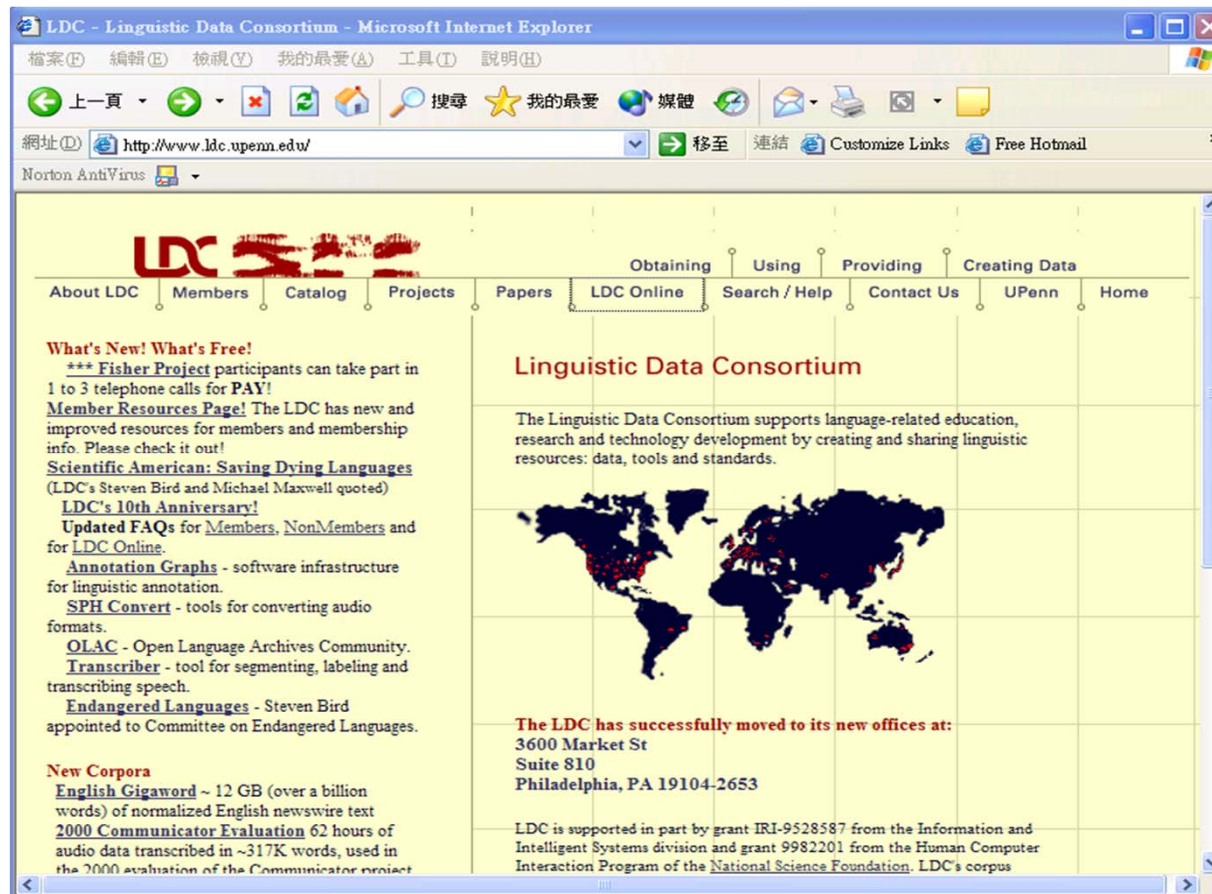 LDC - Linguistic Data Consortium - Microsoft Internet Explorer
檔案(F) 編輯(E) 檢視(V) 我的最愛(A) 工具(T) 說明(H)
上一頁 搜尋 我的最愛 媒體
網址(D) http://www.ldc.upenn.edu/ 移至 連結 Customize Links Free Hotmail
Norton AntiVirus
LDC
Obtaining Using Providing Creating Data
About LDC Members Catalog Projects Papers LDC Online Search / Help Contact Us UPenn Home
What's New! What's Free!
*** Fisher Project participants can take part in
1 to 3 telephone calls for PAY!
Member Resources Page! The LDC has new and
improved resources for members and membership
info. Please check it out!
Scientific American: Saving Dying Languages
(LDC's Steven Bird and Michael Maxwell quoted)
LDC's 10th Anniversary!
Updated FAQs for Members, NonMembers and
for LDC Online.
Annotation Graphs - software infrastructure
for linguistic annotation.
SPH Convert - tools for converting audio
formats.
OLAC - Open Language Archives Community.
Transcriber - tool for segmenting, labeling and
transcribing speech.
Endangered Languages - Steven Bird
appointed to Committee on Endangered Languages.
New Corpora
English Gigaword ~ 12 GB (over a billion
words) of normalized English newswire text
2000 Communicator Evaluation 62 hours of
audio data transcribed in ~317K words, used in
the 2000 evaluation of the Communicator project
Linguistic Data Consortium
The Linguistic Data Consortium supports language-related education,
research and technology development by creating and sharing linguistic
resources: data, tools and standards.
The LDC has successfully moved to its new offices at:
3600 Market St
Suite 810
Philadelphia, PA 19104-2653
LDC is supported in part by grant IRI-9528587 from the Information and
Intelligent Systems division and grant 9982201 from the Human Computer
Interaction Program of the National Science Foundation. LDC's corpus